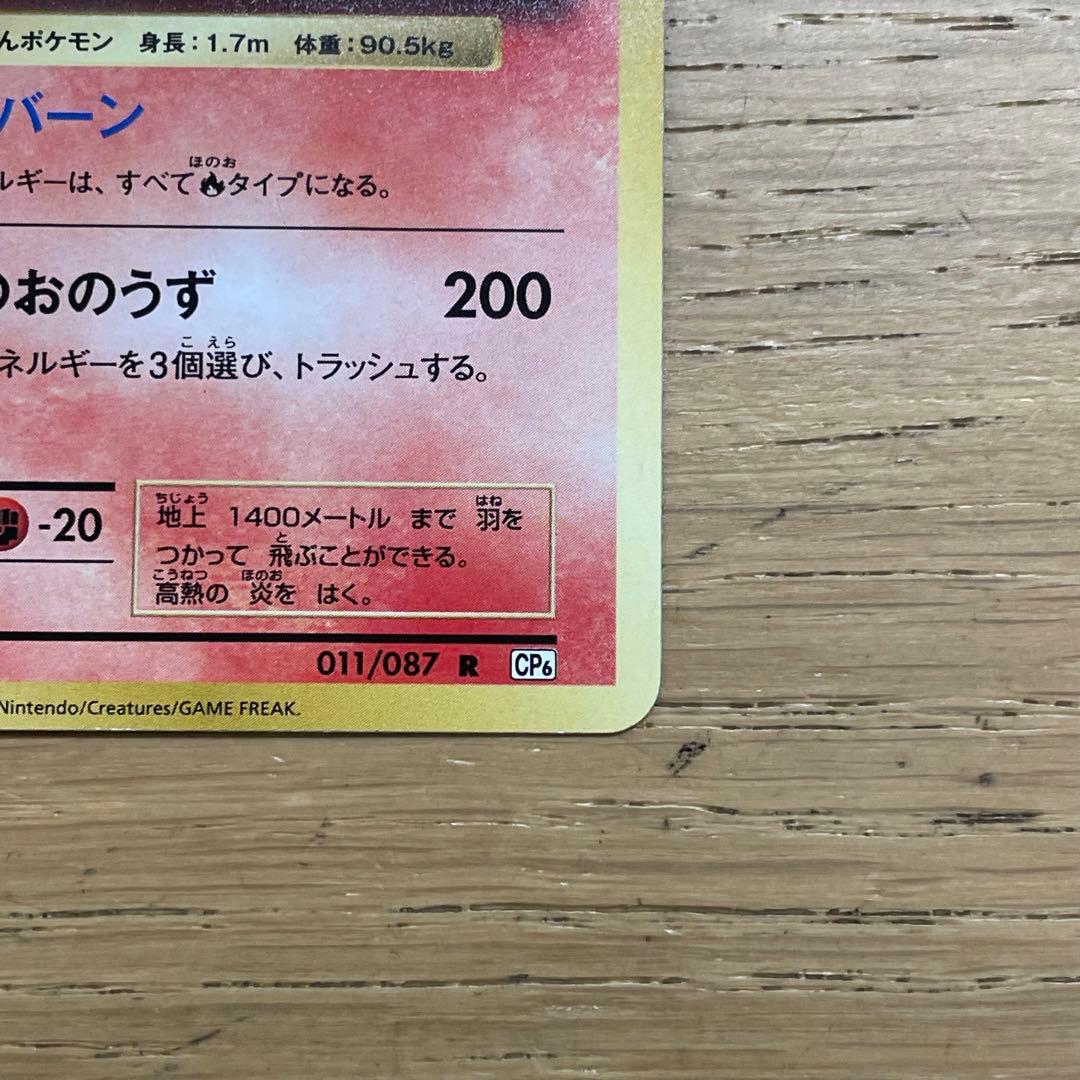 んポケモン 身長：1.7m 体重：90.5kg
バーン
ほのお
ルギーは、すべてタイプになる。
のおのうず 200
こ えら
ネルギーを3個選び、トラッシュする。
-20
ちじょう はね
地上 1400メートル まで 羽を
と
つかって 飛ぶことができる。
こうねつ ほのお
高熱の 炎を はく。
011/087 R CP6
Nintendo/Creatures/GAME FREAK.